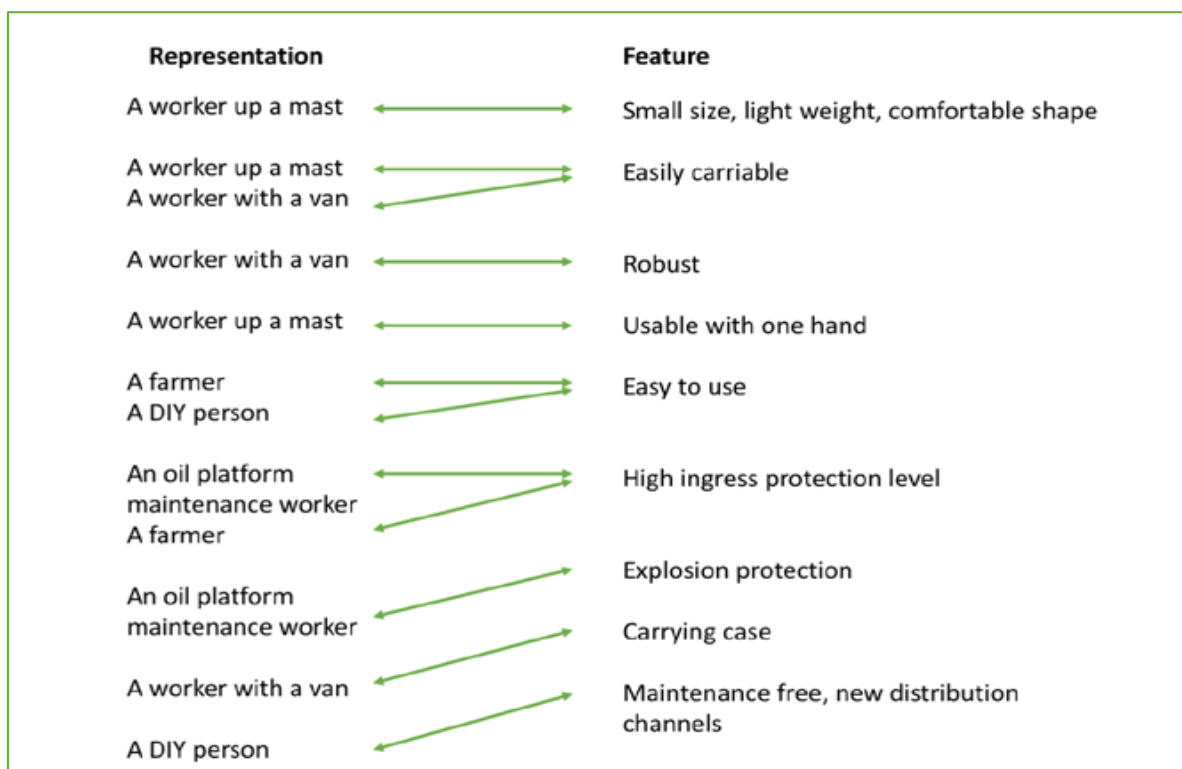 Representation Feature
A worker up a mast Small size, light weight, comfortable shape
A worker up a mast Easily carriable
A worker with a van
A worker with a van Robust
A worker up a mast Usable with one hand
A farmer Easy to use
A DIY person
An oil platform High ingress protection level
maintenance worker
A farmer
Explosion protection
An oil platform
maintenance worker
Carrying case
A worker with a van
Maintenance free, new distribution
channels
A DIY person